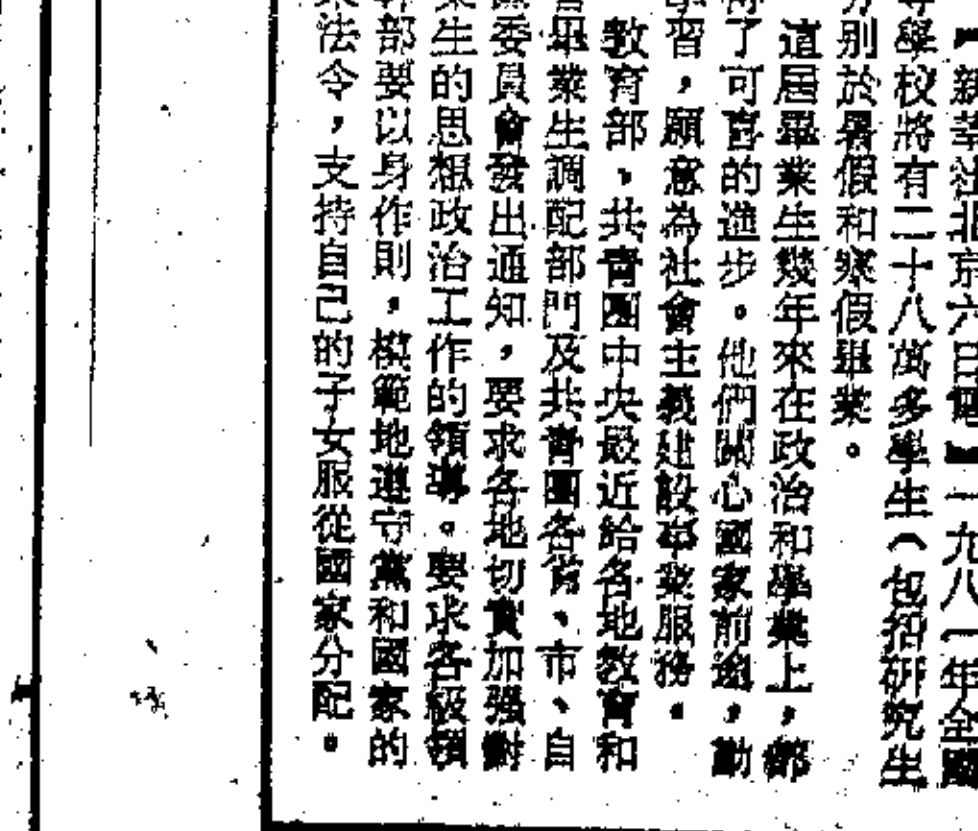 【新華社北京六日電】一九八一年全國
等學校將有二十八萬多學生（包括研究生
分別於暑假和寒假畢業。
這屆畢業生幾年來在政治和學業上，都
得了可喜的進步。他們關心國家前途，勤
學習，願意為社會主義建設事業服務。
教育部、共青團中央最近給各地教育和
畢業生調配部門及共青團各省、市、自
委員會發出通知，要求各地切實加強對
業生的思想政治工作的領導。要求各級領
幹部要以身作則，模範地遵守黨和國家的
法令，支持自己的子女服從國家分配。